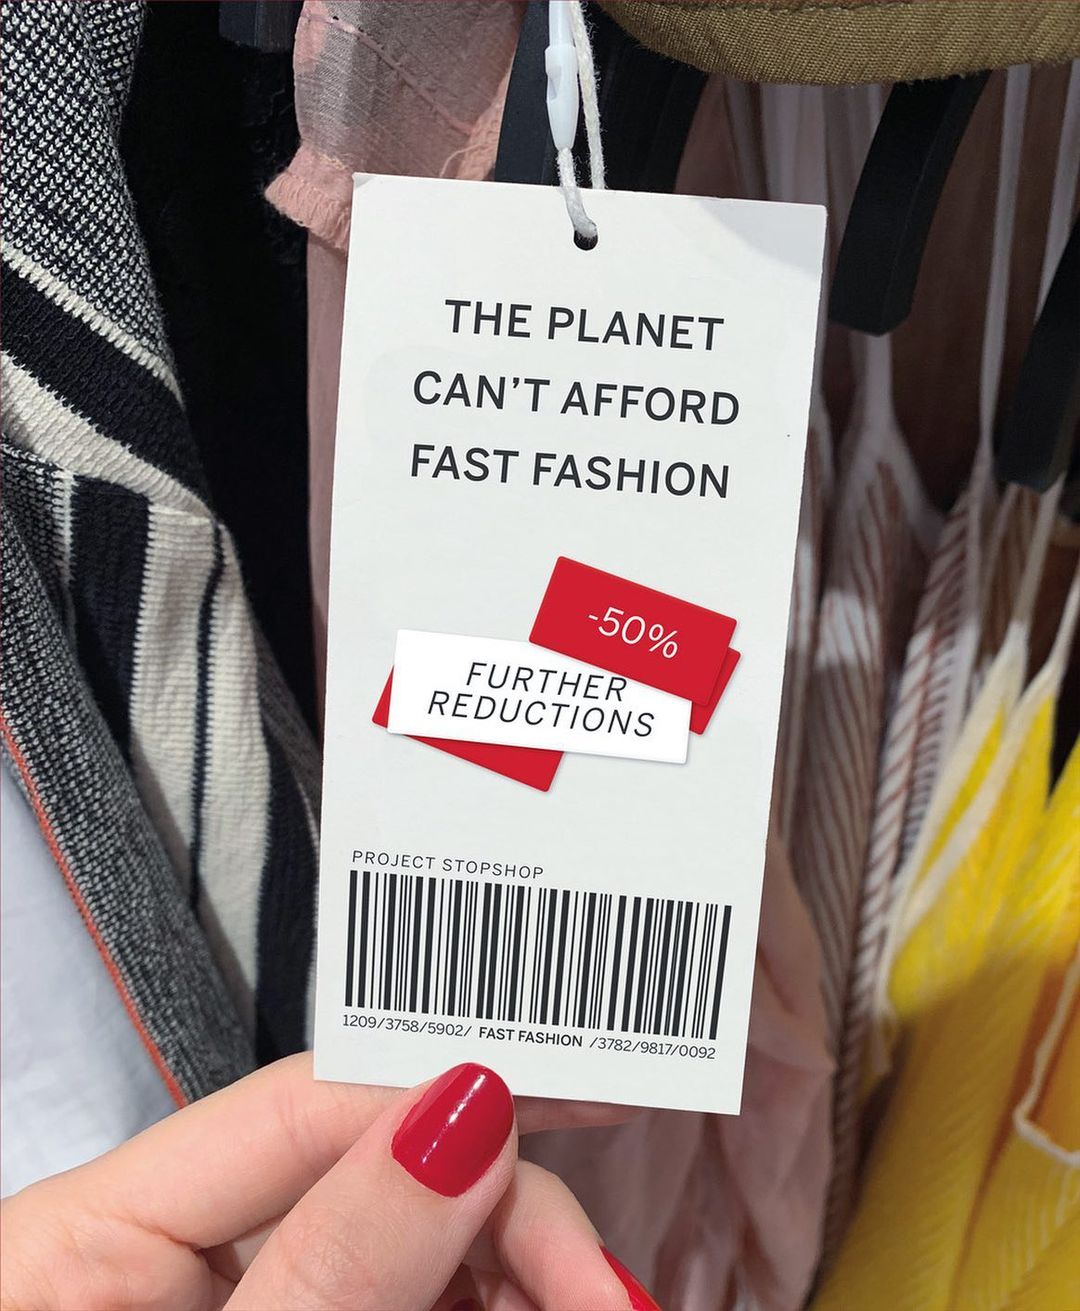 THE PLANET
CAN'T AFFORD
FAST FASHION
-50%
FURTHER
REDUCTIONS
PROJECT STOPSHOP
1209/3758/5902/ FAST FASHION /3782/9817/0092